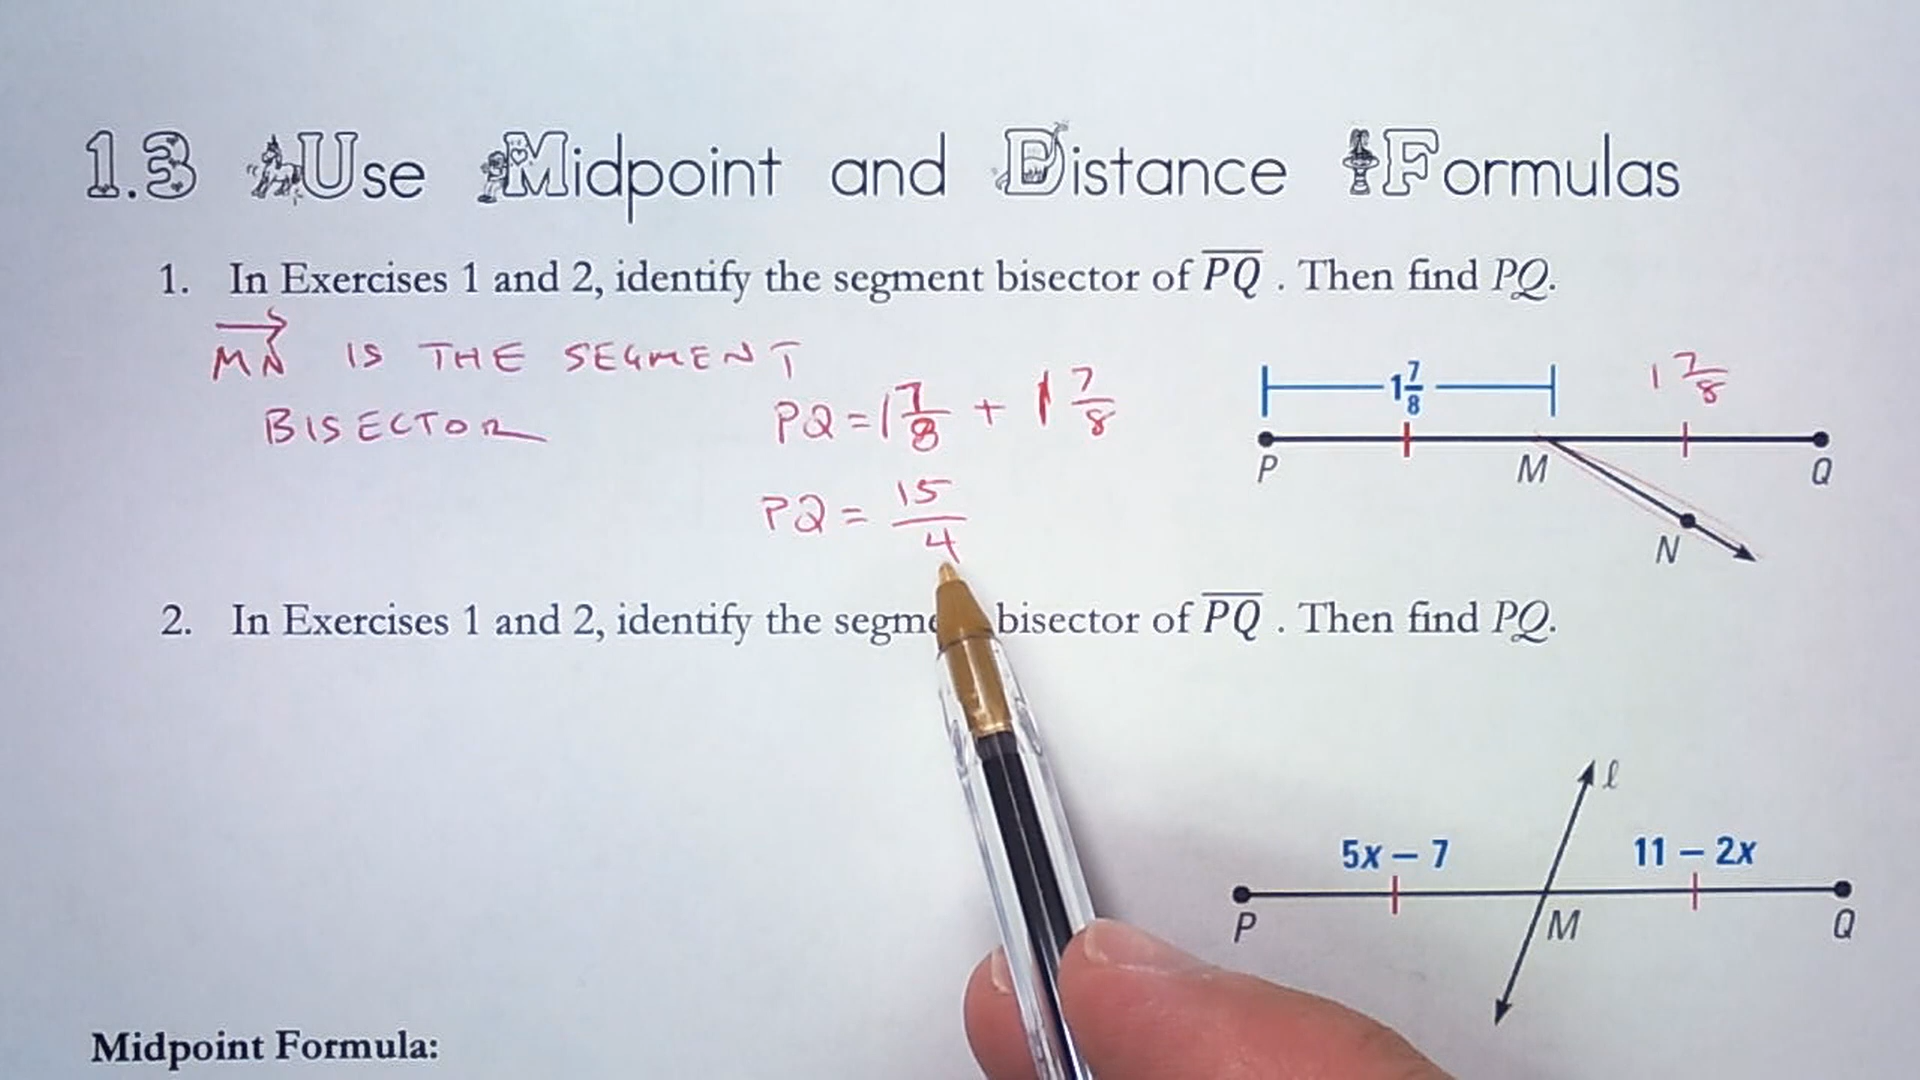 1.3 Use Midpoint and Distance Formulas
1. In Exercises 1 and 2, identify the segment bisector of \overline{PQ} . Then find PQ.
\overrightarrow{MN} IS THE SEGMENT
BISECTOR
PQ = 1 7/8 + 1 7/8
PQ = 15/4
1 7/8
1 7/8
P M Q
N
2. In Exercises 1 and 2, identify the bisector of \overline{PQ} . Then find PQ.
ℓ
5x – 7 11 – 2x
P M Q
Midpoint Formula: